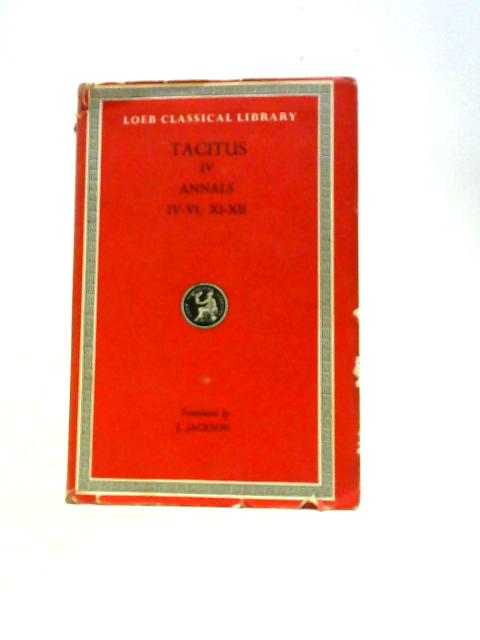 LOEB CLASSICAL LIBRARY
TACITUS
IV
ANNALS
IV-VI, XI-XII
Translated by
J. JACKSON